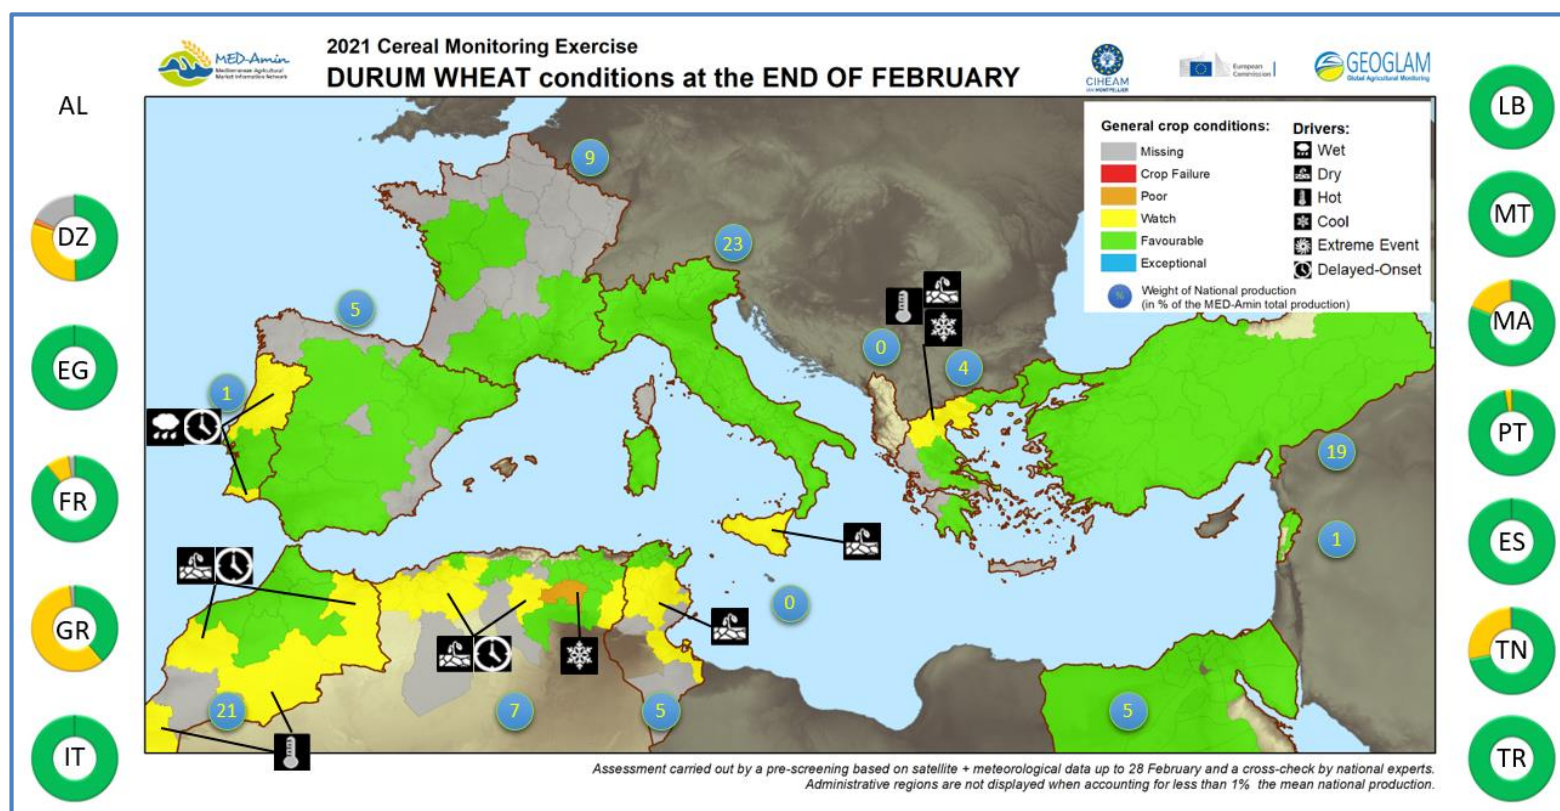 MED-Amin
Mediterranean Agricultural
Market Information Network
2021 Cereal Monitoring Exercise
DURUM WHEAT conditions at the END OF FEBRUARY
CIHEAM
IAM MONTPELLIER
European
Commission
GEOGLAM
Global Agricultural Monitoring
General crop conditions:
Missing
Crop Failure
Poor
Watch
Favourable
Exceptional
%
Weight of National production
(in % of the MED-Amin total production)
Drivers:
Wet
Dry
Hot
Cool
Extreme Event
Delayed-Onset
AL
DZ
EG
FR
GR
IT
LB
MT
MA
PT
ES
TN
TR
9
23
5
0
4
1
19
1
0
21
7
5
5
Assessment carried out by a pre-screening based on satellite + meteorological data up to 28 February and a cross-check by national experts.
Administrative regions are not displayed when accounting for less than 1% the mean national production.